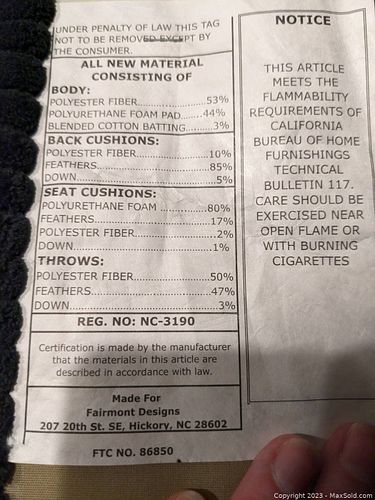 UNDER PENALTY OF LAW THIS TAG
NOT TO BE REMOVED EXCEPT BY
THE CONSUMER.
ALL NEW MATERIAL
CONSISTING OF
BODY:
POLYESTER FIBER......................53%
POLYURETHANE FOAM PAD.......44%
BLENDED COTTON BATTING.........3%
BACK CUSHIONS:
POLYESTER FIBER......................10%
FEATHERS..................................85%
DOWN..........................................5%
SEAT CUSHIONS:
POLYURETHANE FOAM ..............80%
FEATHERS..................................17%
POLYESTER FIBER........................2%
DOWN..........................................1%
THROWS:
POLYESTER FIBER......................50%
FEATHERS..................................47%
DOWN..........................................3%
REG. NO: NC-3190
Certification is made by the manufacturer
that the materials in this article are
described in accordance with law.
Made For
Fairmont Designs
207 20th St. SE, Hickory, NC 28602
FTC NO. 86850
NOTICE
THIS ARTICLE
MEETS THE
FLAMMABILITY
REQUIREMENTS OF
CALIFORNIA
BUREAU OF HOME
FURNISHINGS
TECHNICAL
BULLETIN 117.
CARE SHOULD BE
EXERCISED NEAR
OPEN FLAME OR
WITH BURNING
CIGARETTES
Copyright © 2023 - MaxSold.com